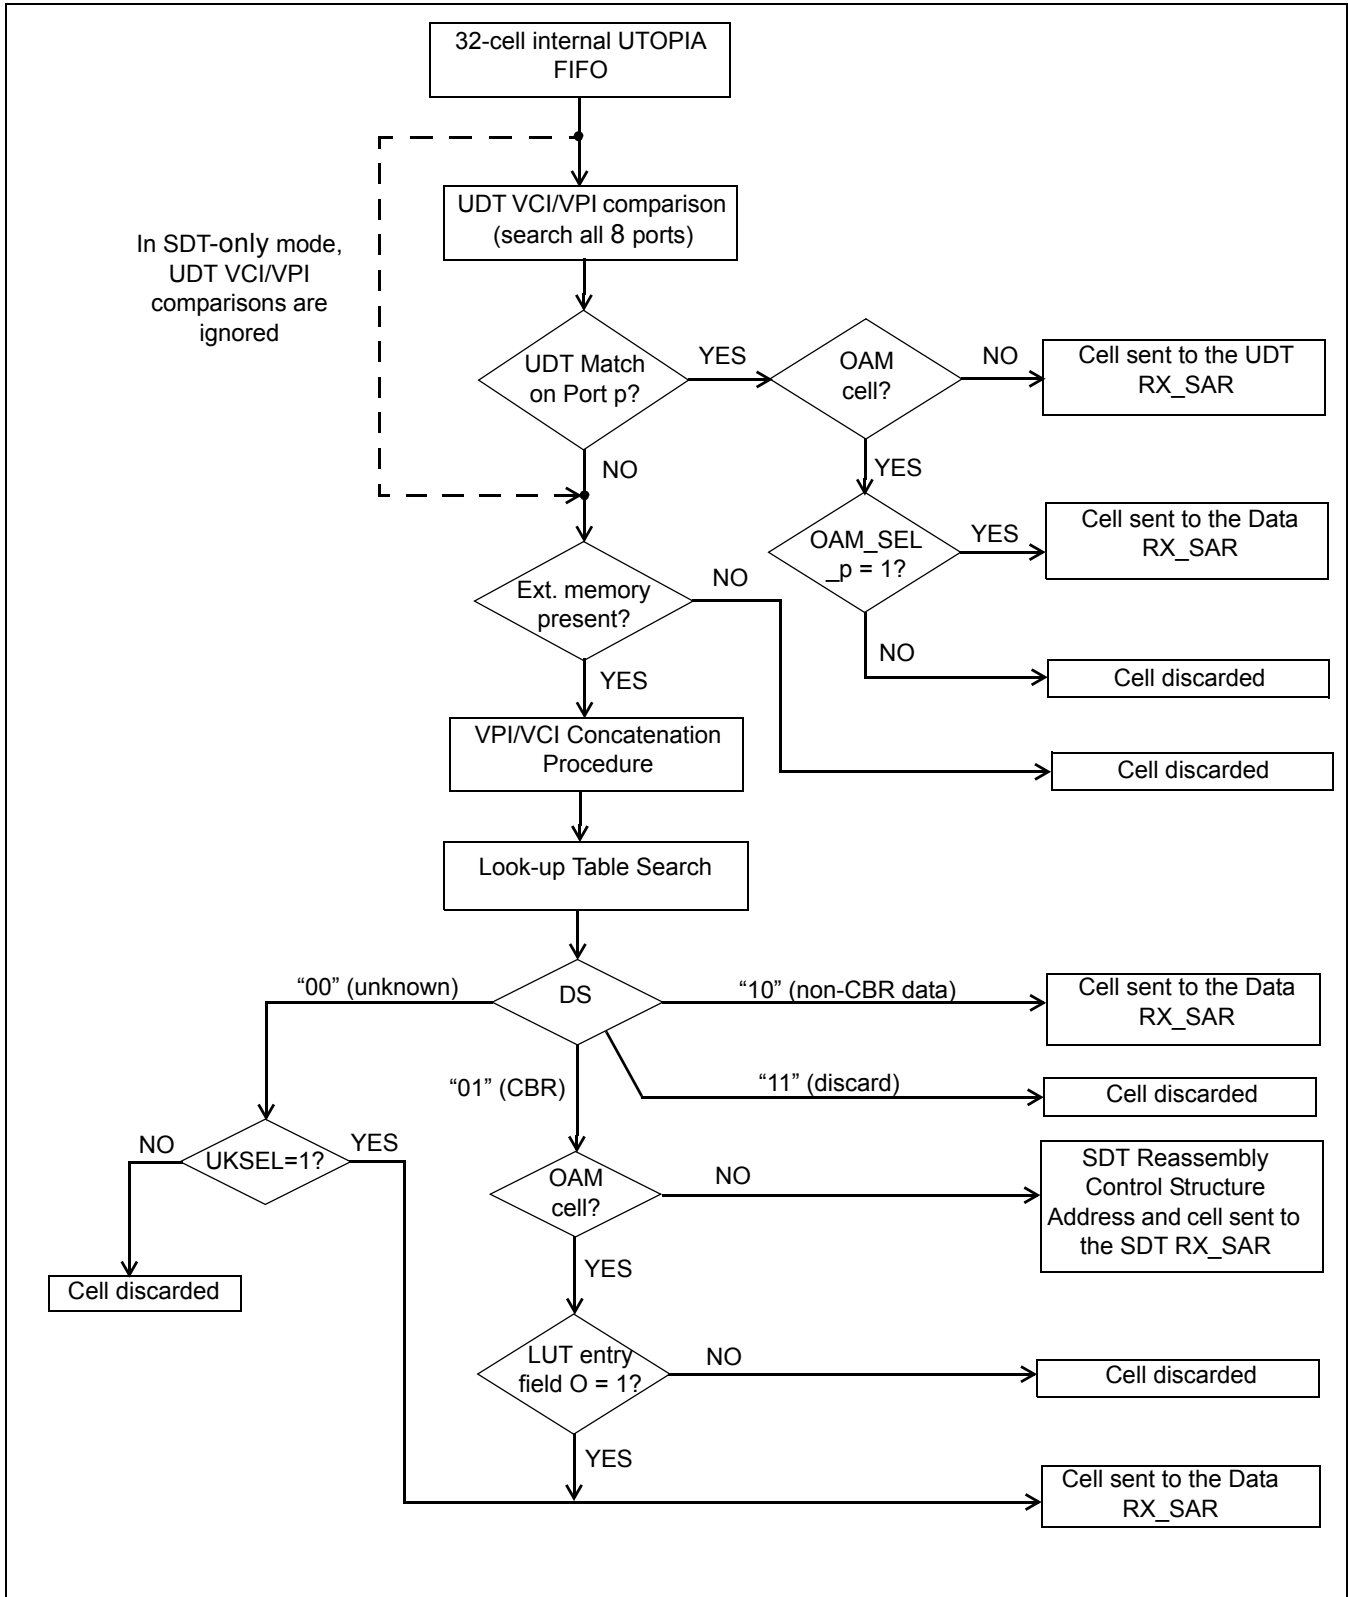 32-cell internal UTOPIA
FIFO
UDT VCI/VPI comparison
(search all 8 ports)
In SDT-only mode,
UDT VCI/VPI
comparisons are
ignored
UDT Match
on Port p?
YES
OAM
cell?
NO
Cell sent to the UDT
RX_SAR
NO
YES
OAM_SEL
_p = 1?
YES
Cell sent to the Data
RX_SAR
Ext. memory
present?
NO
NO
Cell discarded
YES
VPI/VCI Concatenation
Procedure
Cell discarded
Look-up Table Search
“00” (unknown)
DS
“10” (non-CBR data)
Cell sent to the Data
RX_SAR
“01” (CBR)
“11” (discard)
Cell discarded
NO
UKSEL=1?
YES
OAM
cell?
NO
SDT Reassembly
Control Structure
Address and cell sent to
the SDT RX_SAR
YES
Cell discarded
LUT entry
field O = 1?
NO
Cell discarded
YES
Cell sent to the Data
RX_SAR